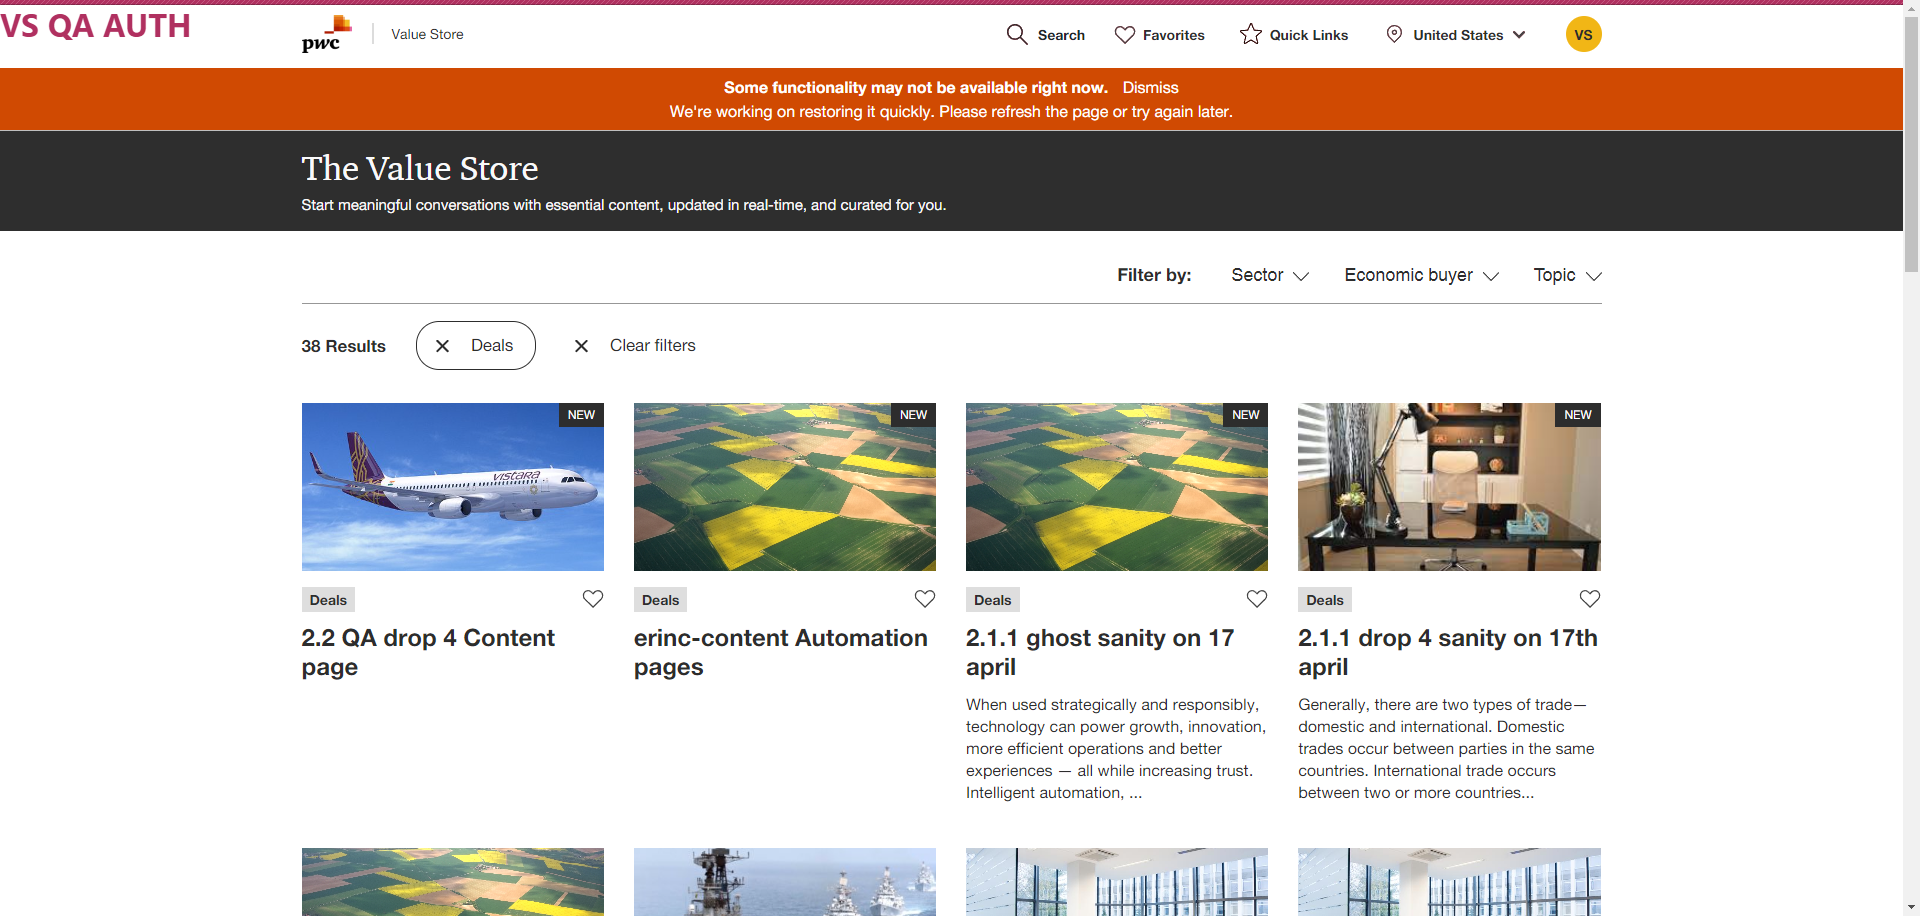 VS QA AUTH
pwc
Value Store
Search
Favorites
Quick Links
United States
VS
Some functionality may not be available right now. Dismiss
We're working on restoring it quickly. Please refresh the page or try again later.
The Value Store
Start meaningful conversations with essential content, updated in real-time, and curated for you.
Filter by:
Sector
Economic buyer
Topic
38 Results
Deals
Clear filters
NEW
VISTARA
Deals
2.2 QA drop 4 Content
page
NEW
Deals
erinc-content Automation
pages
NEW
Deals
2.1.1 ghost sanity on 17
april
When used strategically and responsibly,
technology can power growth, innovation,
more efficient operations and better
experiences — all while increasing trust.
Intelligent automation, ...
NEW
Deals
2.1.1 drop 4 sanity on 17th
april
Generally, there are two types of trade—
domestic and international. Domestic
trades occur between parties in the same
countries. International trade occurs
between two or more countries...